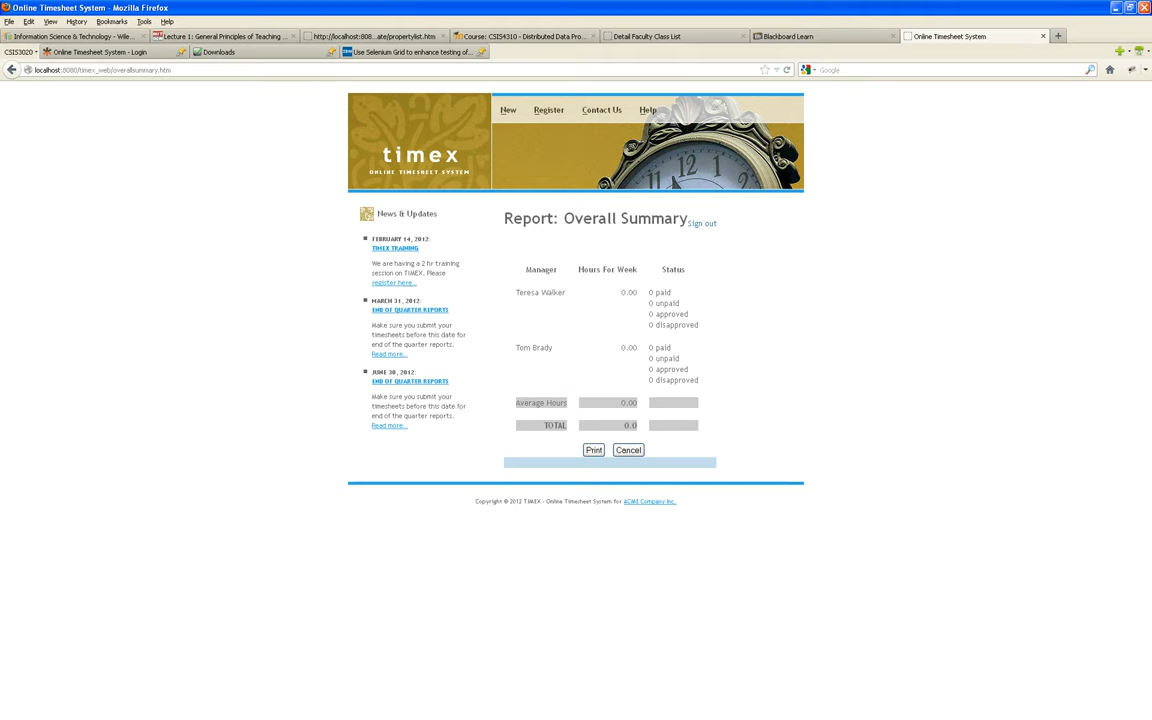 Online Timesheet System - Mozilla Firefox
File Edit View History Bookmarks Tools Help
Information Science & Technology - Wile...
Lecture 1: General Principles of Teaching ...
http://localhost:808...ate/propertylist.htm
Course: CSIS4310 - Distributed Data Pro...
Detail Faculty Class List
Blackboard Learn
Online Timesheet System
CSIS3020
Online Timesheet System - Login
Downloads
Use Selenium Grid to enhance testing of...
localhost:8080/timex_web/overallsummary.htm
Google
New Register Contact Us Help
timex
ONLINE TIMESHEET SYSTEM
News & Updates
FEBRUARY 14, 2012:
TIMEX TRAINING
We are having a 2 hr training
session on TIMEX. Please
register here...
MARCH 31, 2012:
END OF QUARTER REPORTS
Make sure you submit your
timesheets before this date for
end of the quarter reports.
Read more...
JUNE 30, 2012:
END OF QUARTER REPORTS
Make sure you submit your
timesheets before this date for
end of the quarter reports.
Read more...
Report: Overall Summary Sign out
Manager Hours For Week Status
Teresa Walker 0.00 0 paid
0 unpaid
0 approved
0 disapproved
Tom Brady 0.00 0 paid
0 unpaid
0 approved
0 disapproved
Average Hours 0.00
TOTAL 0.0
Print Cancel
Copyright © 2012 TIMEX - Online Timesheet System for ACME Company Inc.